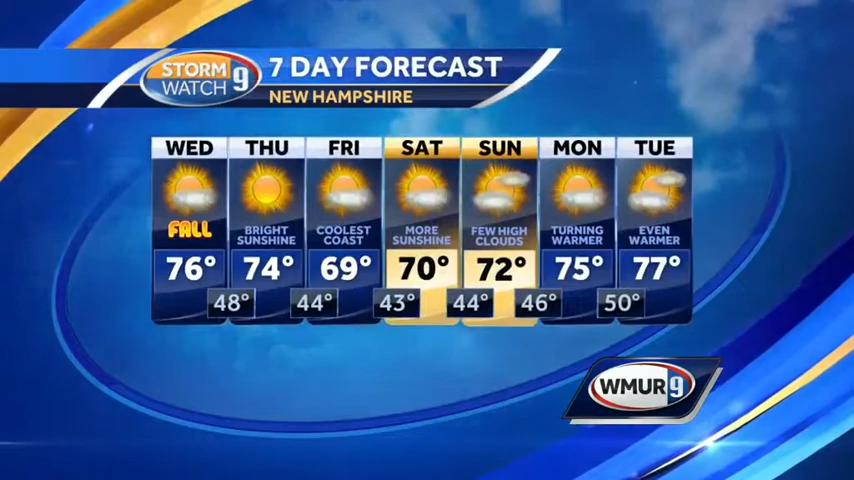 STORM
WATCH 9
7 DAY FORECAST
NEW HAMPSHIRE
WED THU FRI SAT SUN MON TUE
FALL
BRIGHT
SUNSHINE
COOLEST
COAST
MORE
SUNSHINE
FEW HIGH
CLOUDS
TURNING
WARMER
EVEN
WARMER
76° 74° 69° 70° 72° 75° 77°
48° 44° 43° 44° 46° 50°
WMUR 9